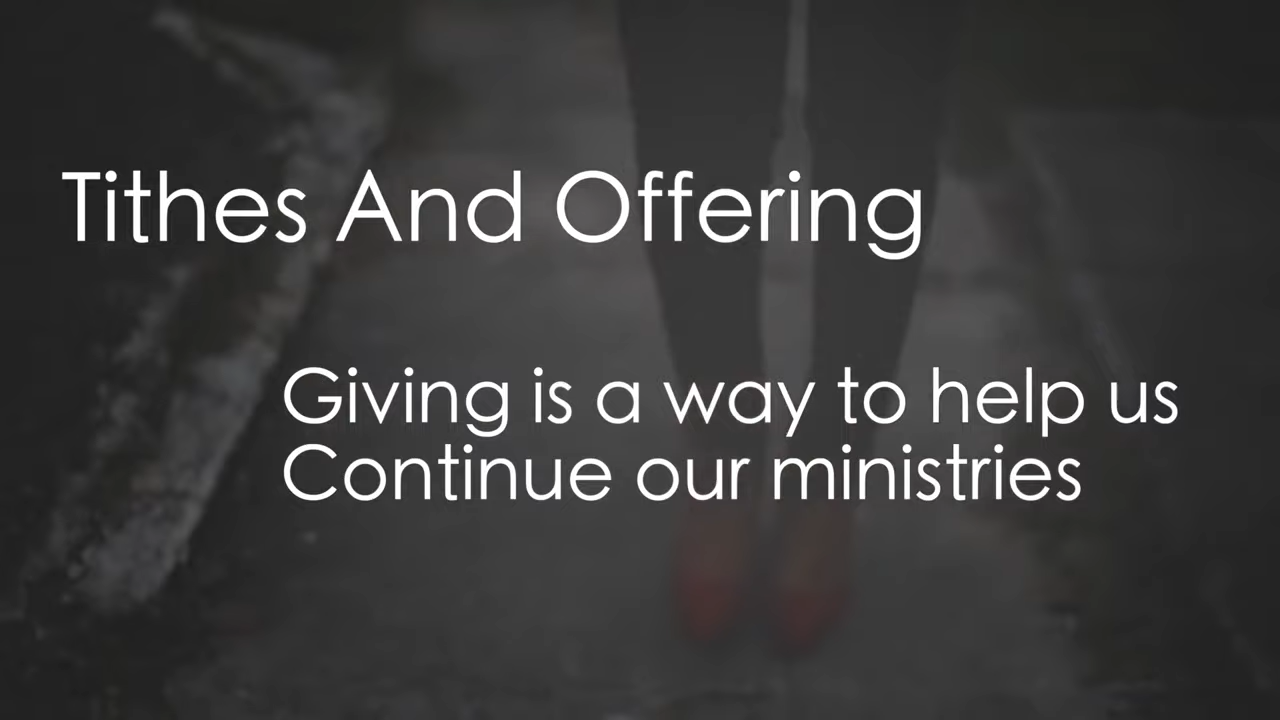 Tithes And Offering
Giving is a way to help us
Continue our ministries